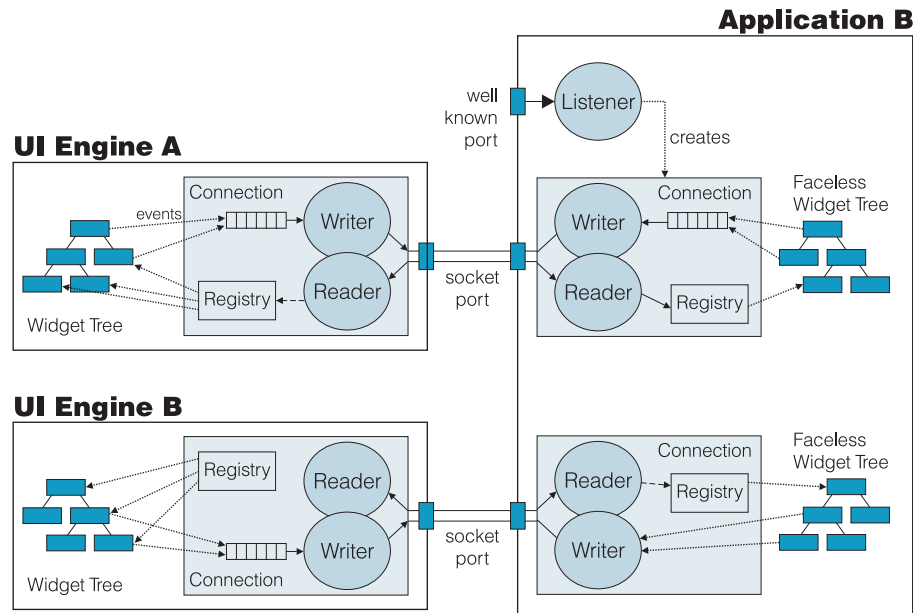 Application B
well
known
port
Listener
creates
UI Engine A
Connection
events
Writer
Reader
Registry
Widget Tree
socket
port
Connection
Writer
Reader
Registry
Faceless
Widget Tree
UI Engine B
Registry
Reader
Writer
Connection
Widget Tree
socket
port
Connection
Reader
Registry
Writer
Faceless
Widget Tree